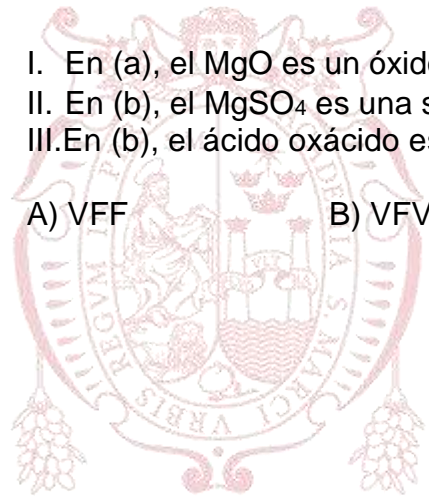 I. En (a), el MgO es un óxid
II. En (b), el MgSO₄ es una s
III.En (b), el ácido oxácido es
A) VFF B) VFV